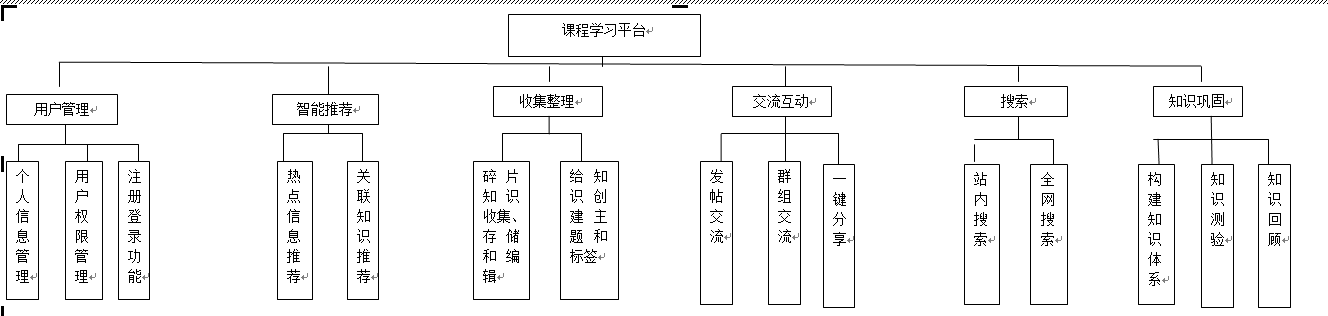 课程学习平台
用户管理
智能推荐
收集整理
交流互动
搜索
知识巩固
个人信息管理
用户权限管理
注册登录功能
热点信息推荐
关联知识推荐
碎片
知识
收集、
存储
和编
辑
给知
识创
建主
题和
标签
发帖交流
群组交流
一键分享
站内搜索
全网搜索
构建知识体系
知识测验
知识回顾